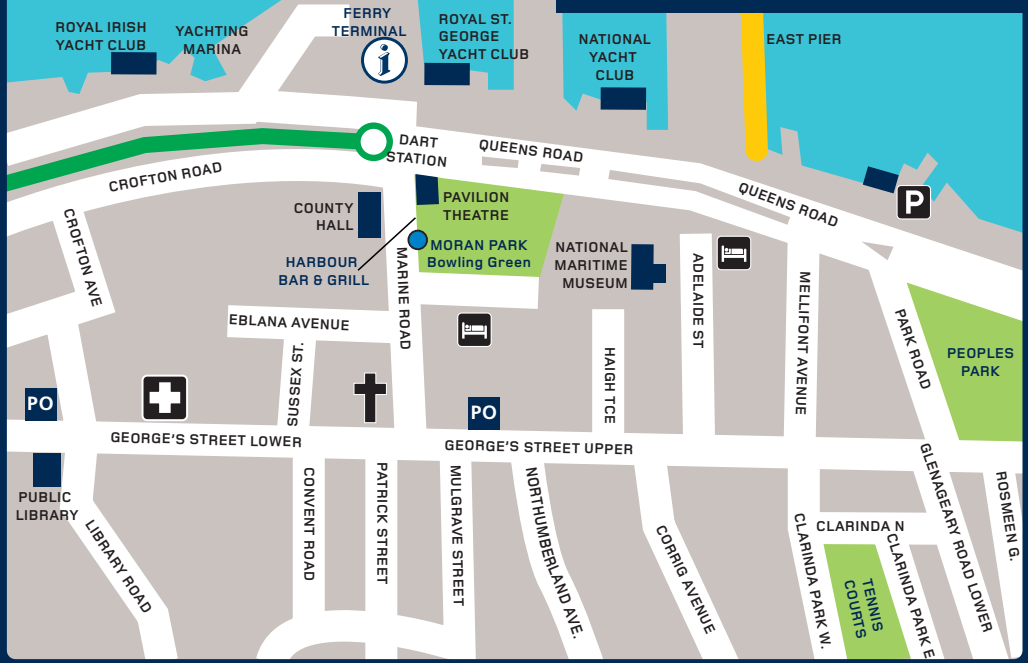 ROYAL IRISH
YACHT CLUB
YACHTING
MARINA
FERRY
TERMINAL
i
ROYAL ST.
GEORGE
YACHT CLUB
NATIONAL
YACHT
CLUB
EAST PIER
DART
STATION
QUEENS ROAD
QUEENS ROAD
P
CROFTON ROAD
CROFTON AVE
COUNTY
HALL
PAVILION
THEATRE
MORAN PARK
Bowling Green
HARBOUR
BAR & GRILL
NATIONAL
MARITIME
MUSEUM
MARINE ROAD
ADELAIDE ST
MELLIFONT AVENUE
PARK ROAD
PEOPLES
PARK
EBLANA AVENUE
SUSSEX ST.
HAIGH TCE
PO
PO
GEORGE'S STREET LOWER
GEORGE'S STREET UPPER
PUBLIC
LIBRARY
LIBRARY ROAD
CONVENT ROAD
PATRICK STREET
MULGRAVE STREET
NORTHUMBERLAND AVE.
CORRIG AVENUE
CLARINDA PARK W.
CLARINDA N
CLARINDA PARK E
TENNIS
COURTS
GLENAGEARY ROAD LOWER
ROSMEEN G.